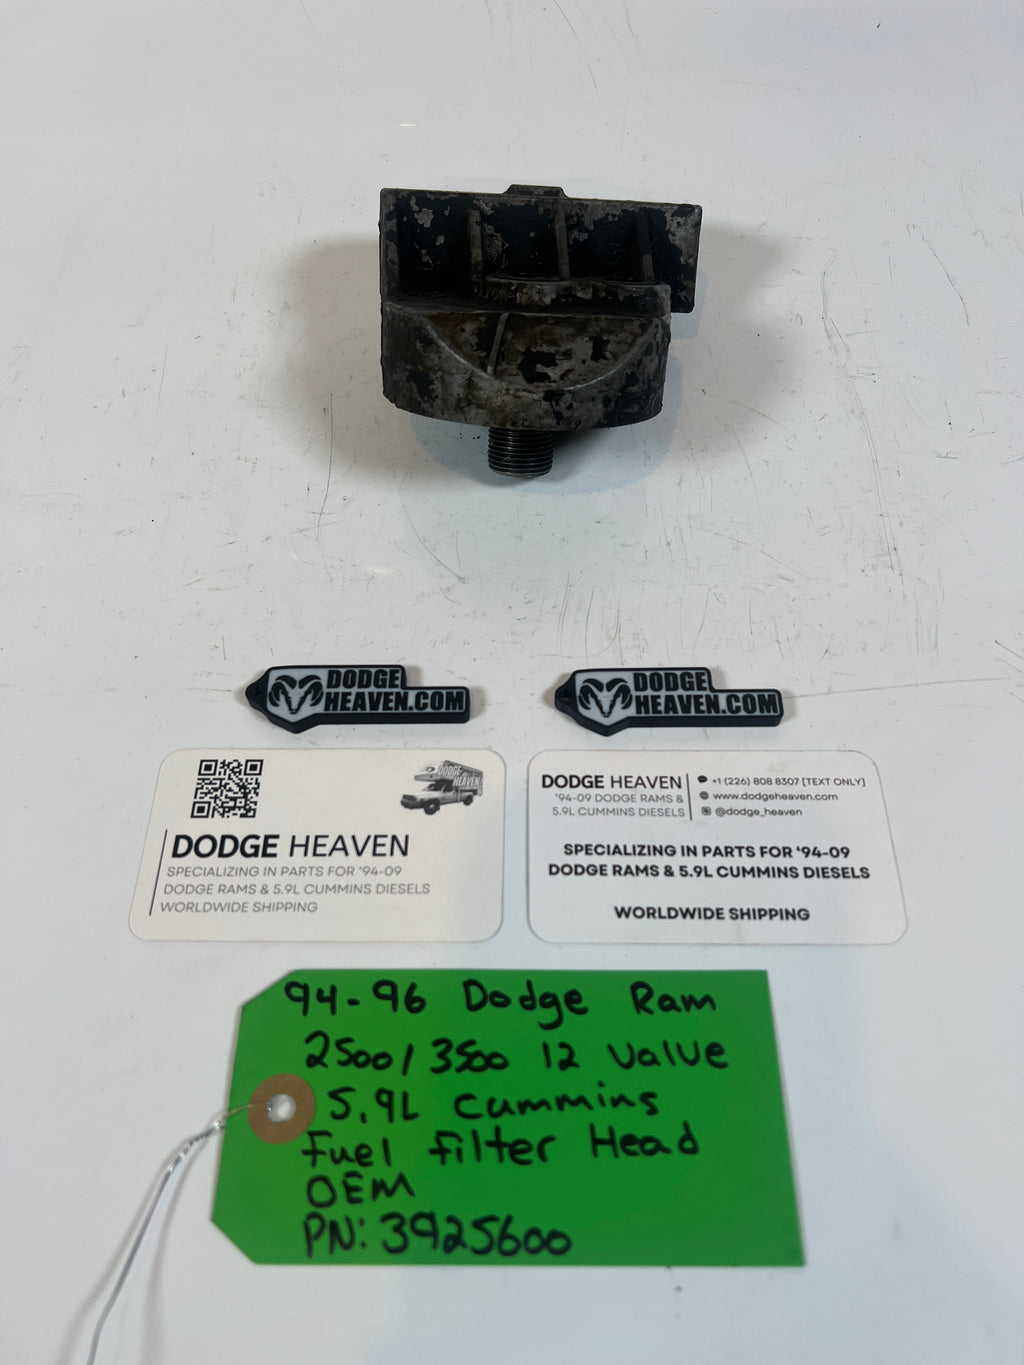 DODGE
HEAVEN.COM
DODGE
HEAVEN.COM
DODGE
HEAVEN
DODGE HEAVEN
SPECIALIZING IN PARTS FOR '94-09
DODGE RAMS & 5.9L CUMMINS DIESELS
WORLDWIDE SHIPPING
DODGE HEAVEN
'94-09 DODGE RAMS &
5.9L CUMMINS DIESELS
+1 (226) 808 8307 [TEXT ONLY]
www.dodgeheaven.com
@dodge_heaven
SPECIALIZING IN PARTS FOR '94-09
DODGE RAMS & 5.9L CUMMINS DIESELS
WORLDWIDE SHIPPING
94-96 Dodge Ram
2500/3500 12 Valve
5.9L Cummins
Fuel Filter Head
OEM
PN: 3925600